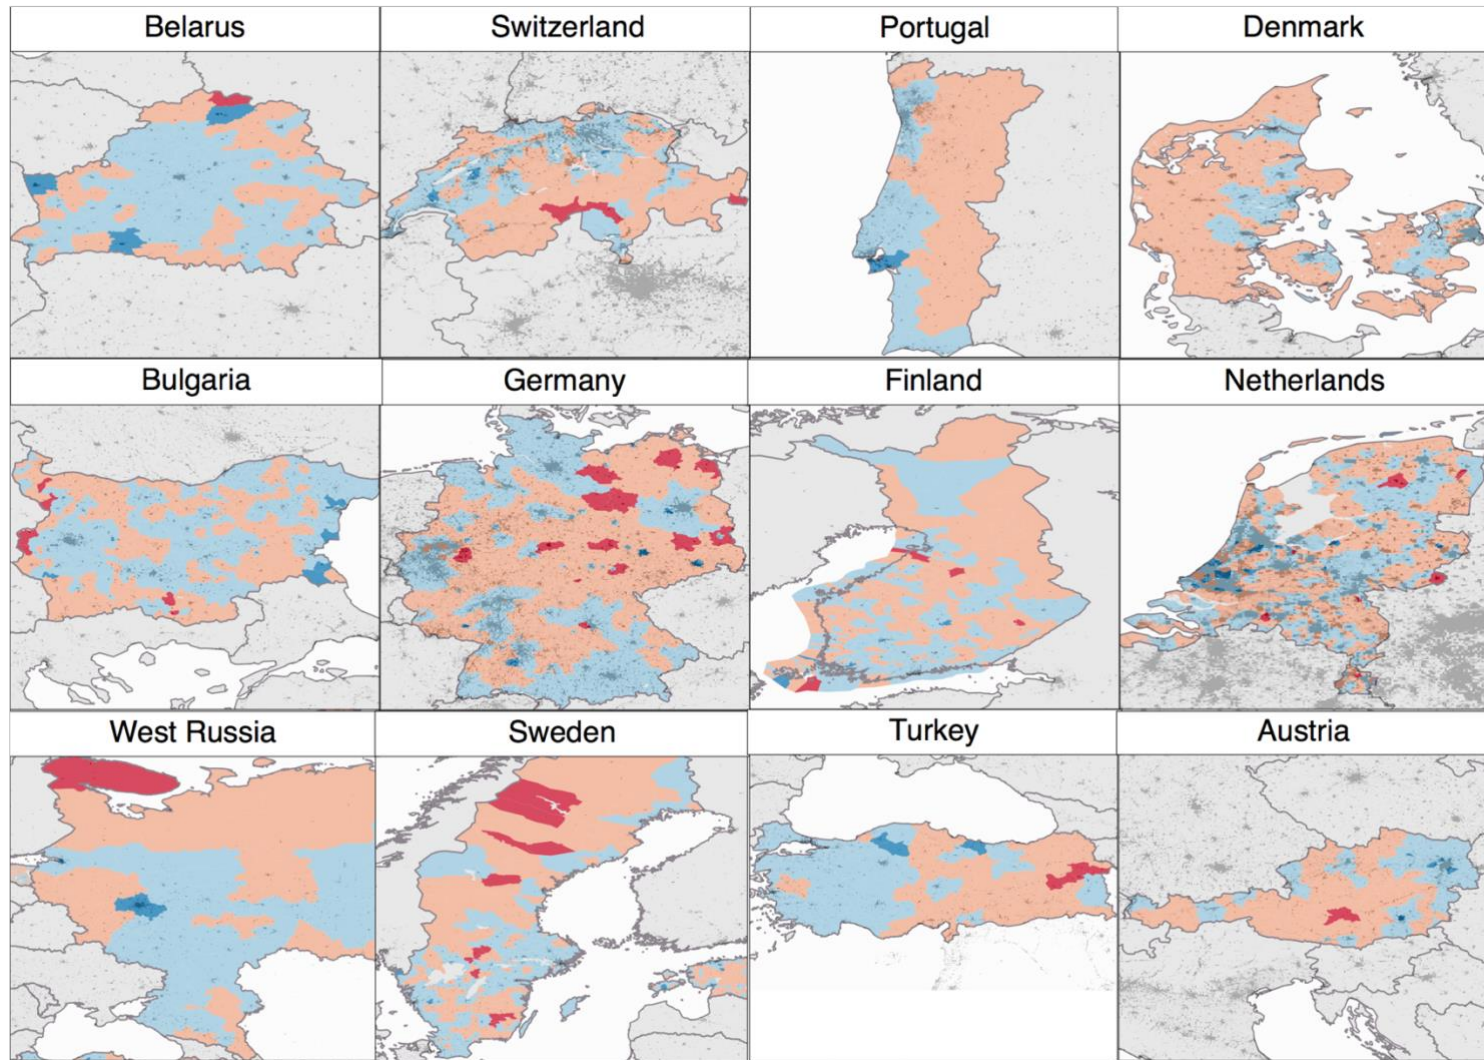 Belarus
Switzerland
Portugal
Denmark
Bulgaria
Germany
Finland
Netherlands
West Russia
Sweden
Turkey
Austria